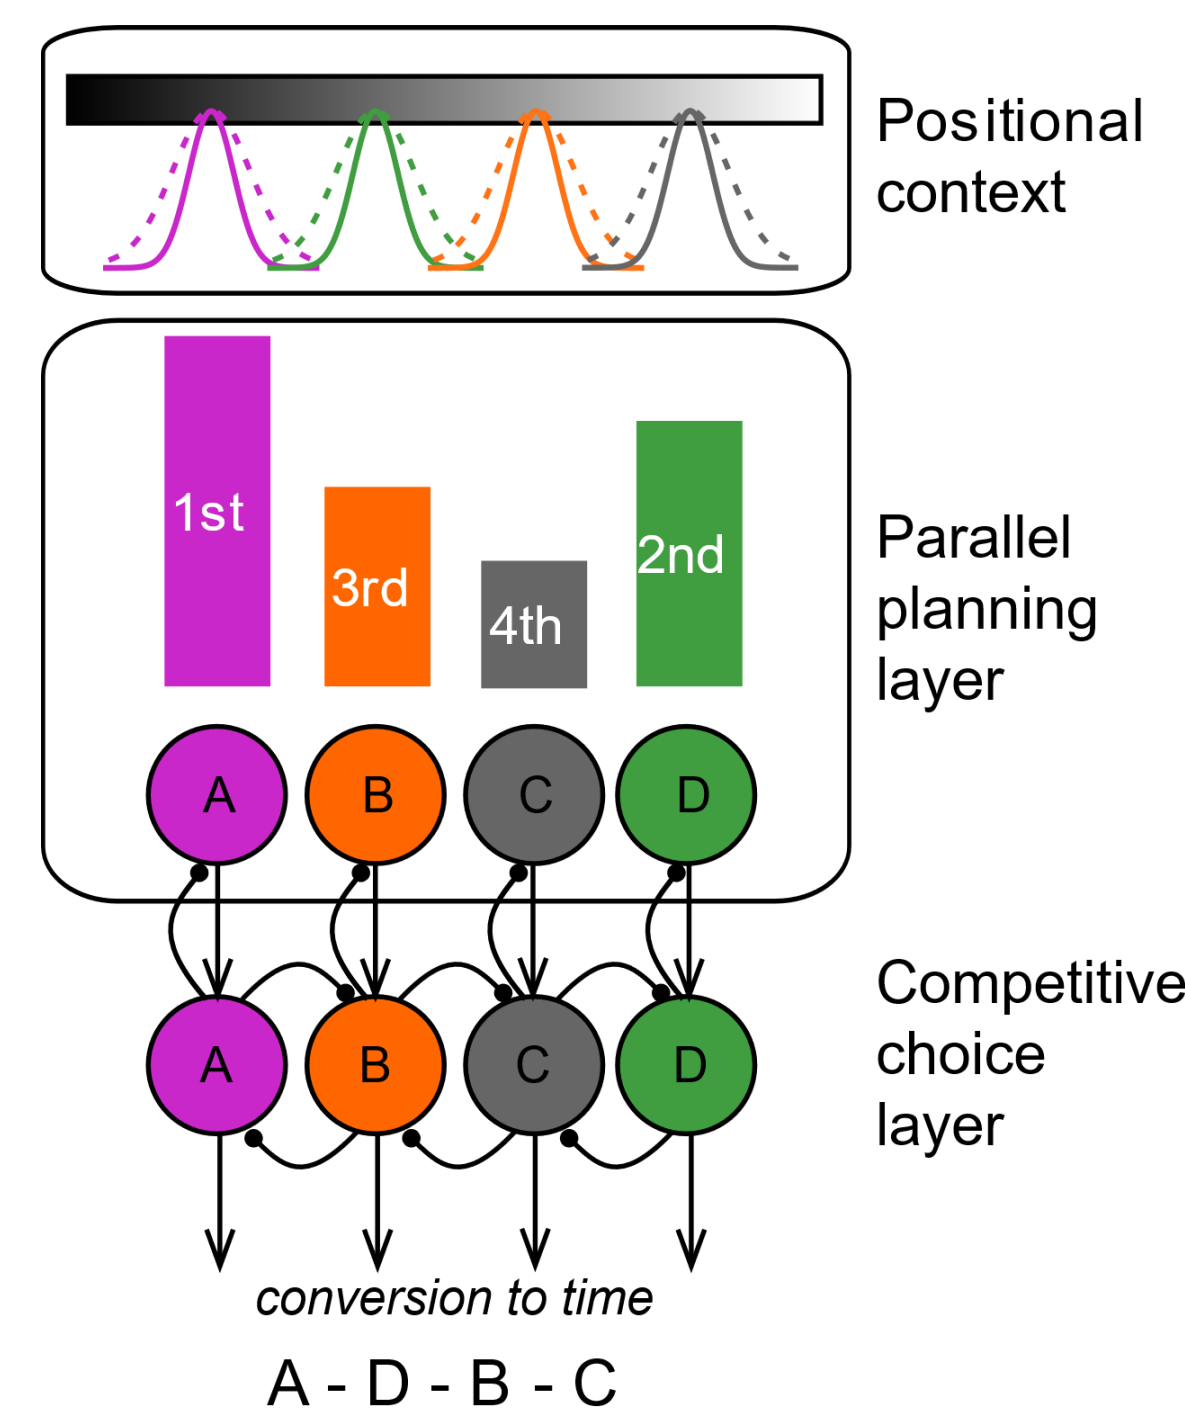 Positional
context
1st
3rd
4th
2nd
Parallel
planning
layer
A B C D
A B C D
Competitive
choice
layer
conversion to time
A - D - B - C